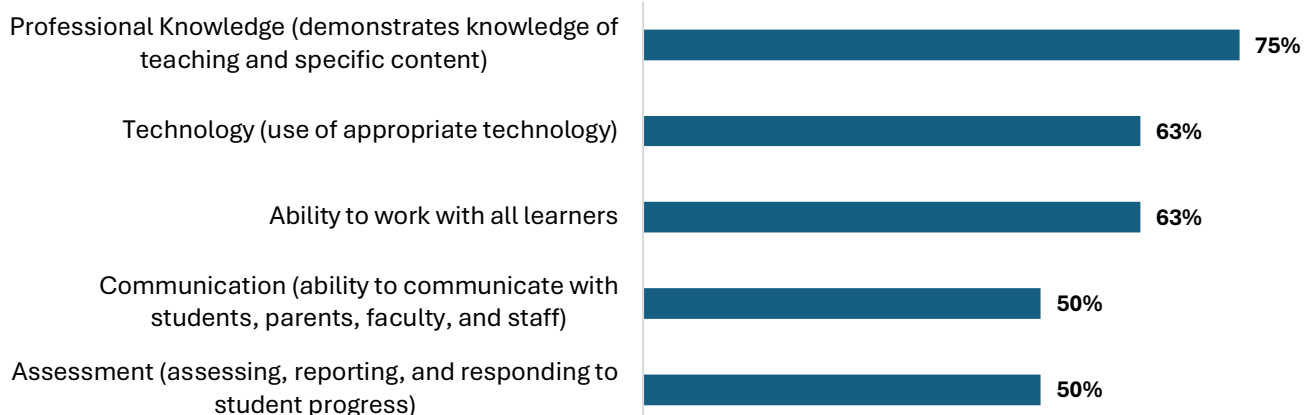 Professional Knowledge (demonstrates knowledge of
teaching and specific content)
75%
Technology (use of appropriate technology)
63%
Ability to work with all learners
63%
Communication (ability to communicate with
students, parents, faculty, and staff)
50%
Assessment (assessing, reporting, and responding to
student progress)
50%